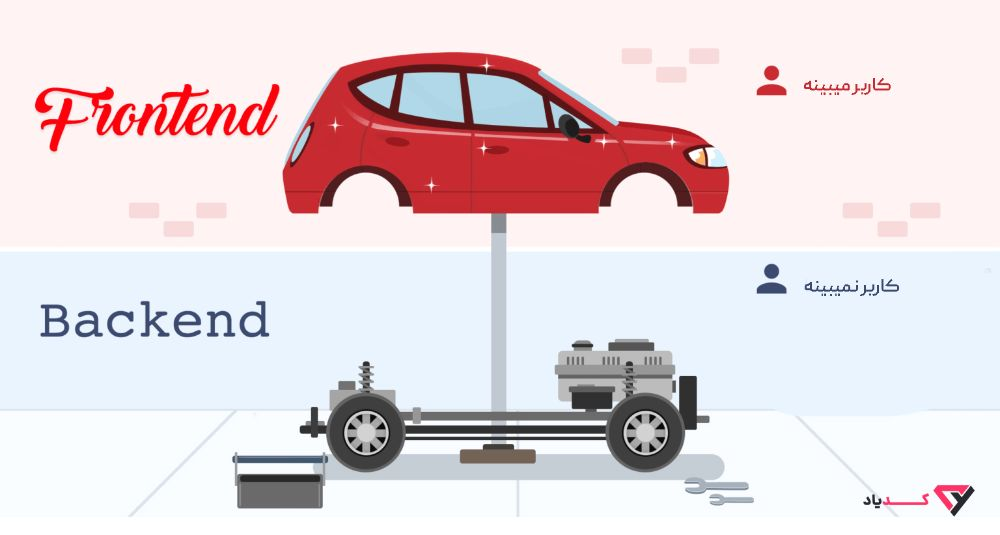 Frontend
کاربر میبینه
Backend
کاربر نمیبینه
کدیاد